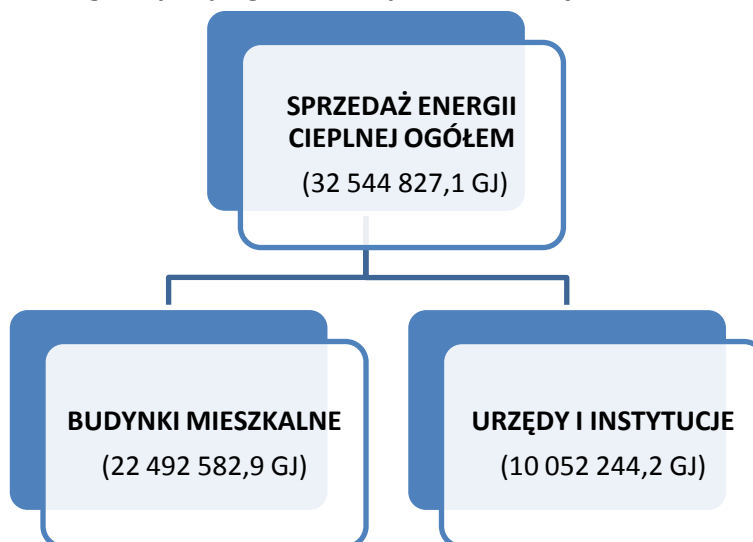 SPRZEDAŻ ENERGII
CIEPLNEJ OGÓŁEM
(32 544 827,1 GJ)
BUDYNKI MIESZKALNE
(22 492 582,9 GJ)
URZĘDY I INSTYTUCJE
(10 052 244,2 GJ)